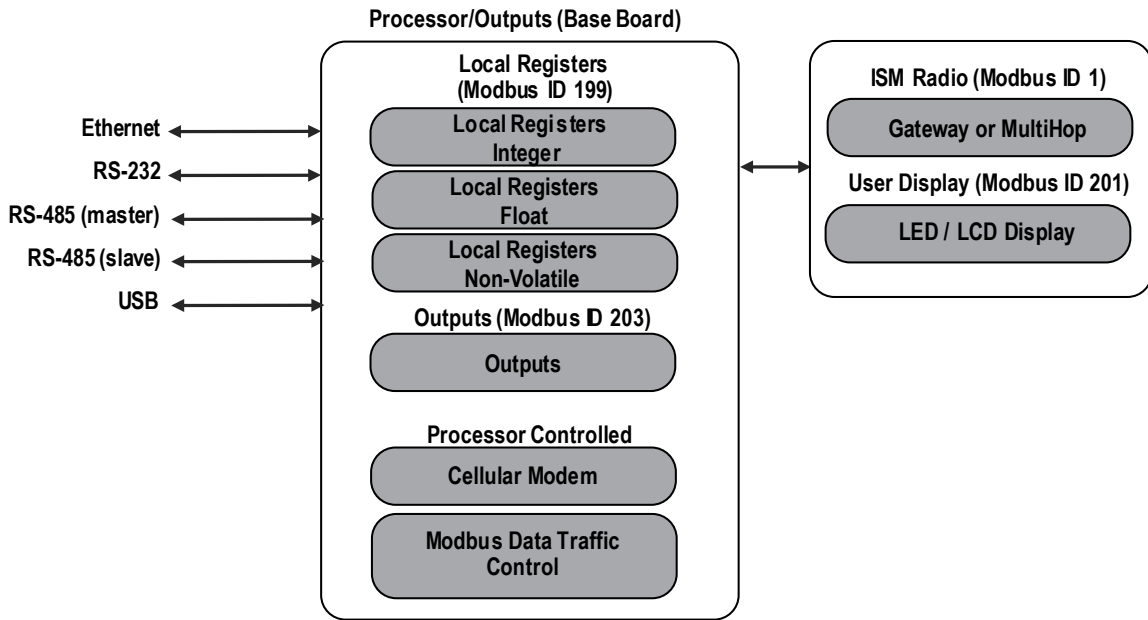 Processor/Outputs (Base Board)
Ethernet
RS-232
RS-485 (master)
RS-485 (slave)
USB
Local Registers
(Modbus ID 199)
Local Registers
Integer
Local Registers
Float
Local Registers
Non-Volatile
Outputs (Modbus ID 203)
Outputs
Processor Controlled
Cellular Modem
Modbus Data Traffic
Control
ISM Radio (Modbus ID 1)
Gateway or MultiHop
User Display (Modbus ID 201)
LED / LCD Display